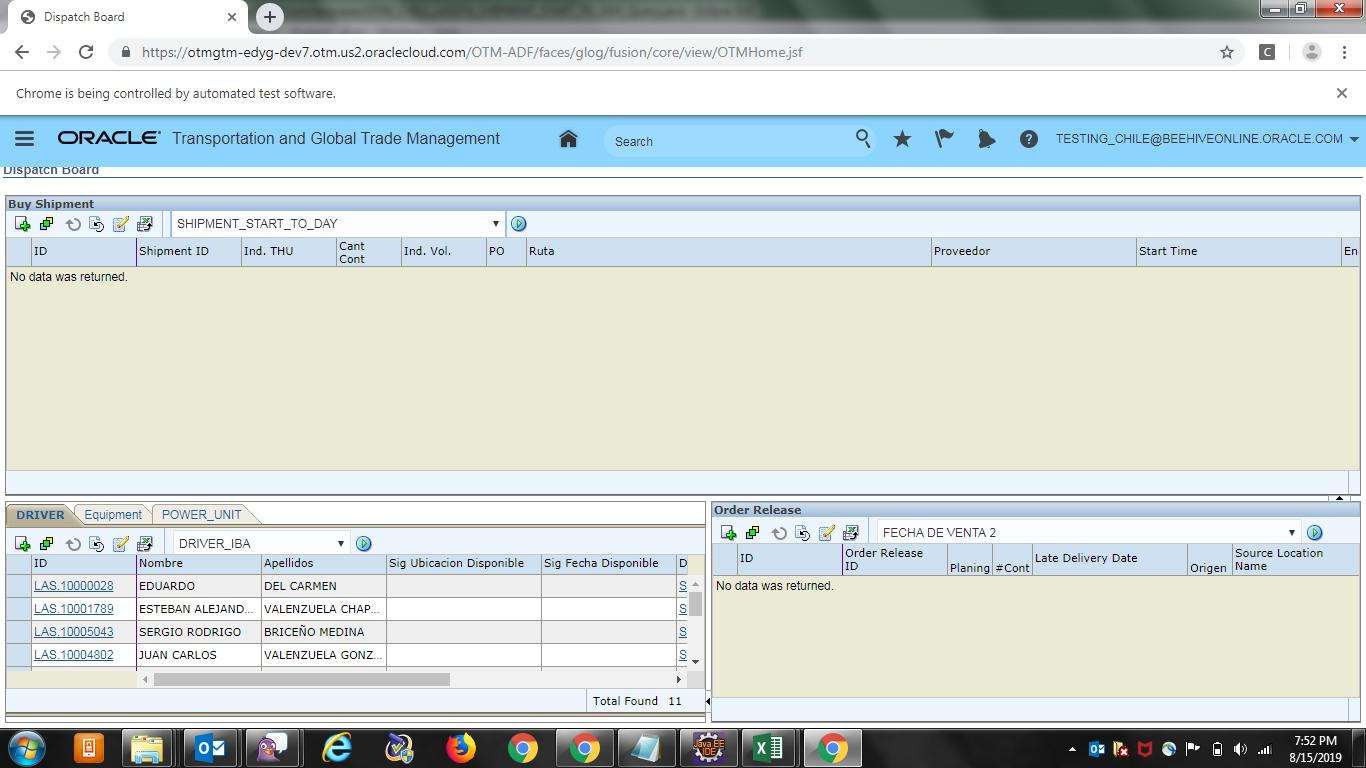 Dispatch Board
https://otmgtm-edyg-dev7.otm.us2.oraclecloud.com/OTM-ADF/faces/glog/fusion/core/view/OTMHome.jsf
C
Chrome is being controlled by automated test software.
ORACLE Transportation and Global Trade Management
Search
TESTING_CHILE@BEEHIVEONLINE.ORACLE.COM
Dispatch Board
Buy Shipment
SHIPMENT_START_TO_DAY
ID Shipment ID Ind. THU Cant Cont Ind. Vol. PO Ruta Proveedor Start Time En
No data was returned.
DRIVER Equipment POWER_UNIT
DRIVER_IBA
ID Nombre Apellidos Sig Ubicacion Disponible Sig Fecha Disponible D
LAS.10000028 EDUARDO DEL CARMEN S
LAS.10001789 ESTEBAN ALEJAND... VALENZUELA CHAP... S
LAS.10005043 SERGIO RODRIGO BRICEÑO MEDINA S
LAS.10004802 JUAN CARLOS VALENZUELA GONZ... S
Total Found 11
Order Release
FECHA DE VENTA 2
ID Order Release ID Planing #Cont Late Delivery Date Origen Source Location Name
No data was returned.
Java EE
IDE
7:52 PM
8/15/2019